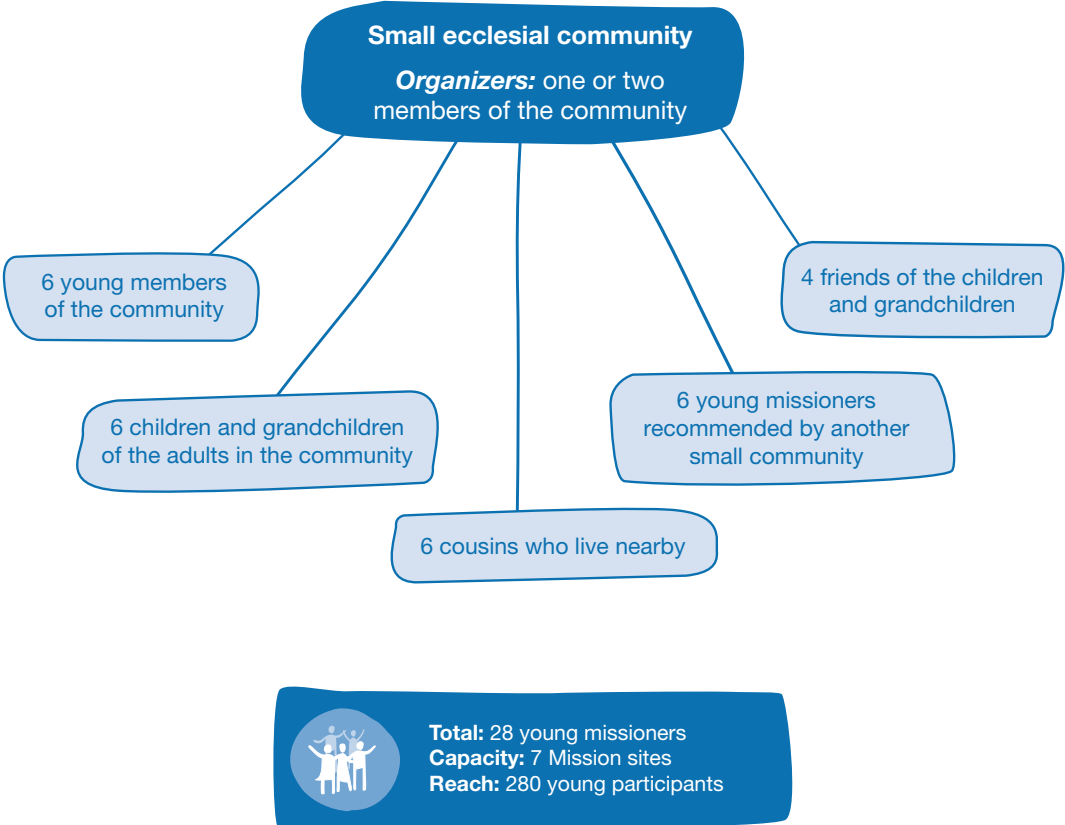 Small ecclesial community
Organizers: one or two
members of the community
6 young members
of the community
4 friends of the children
and grandchildren
6 children and grandchildren
of the adults in the community
6 young missioners
recommended by another
small community
6 cousins who live nearby
Total: 28 young missioners
Capacity: 7 Mission sites
Reach: 280 young participants